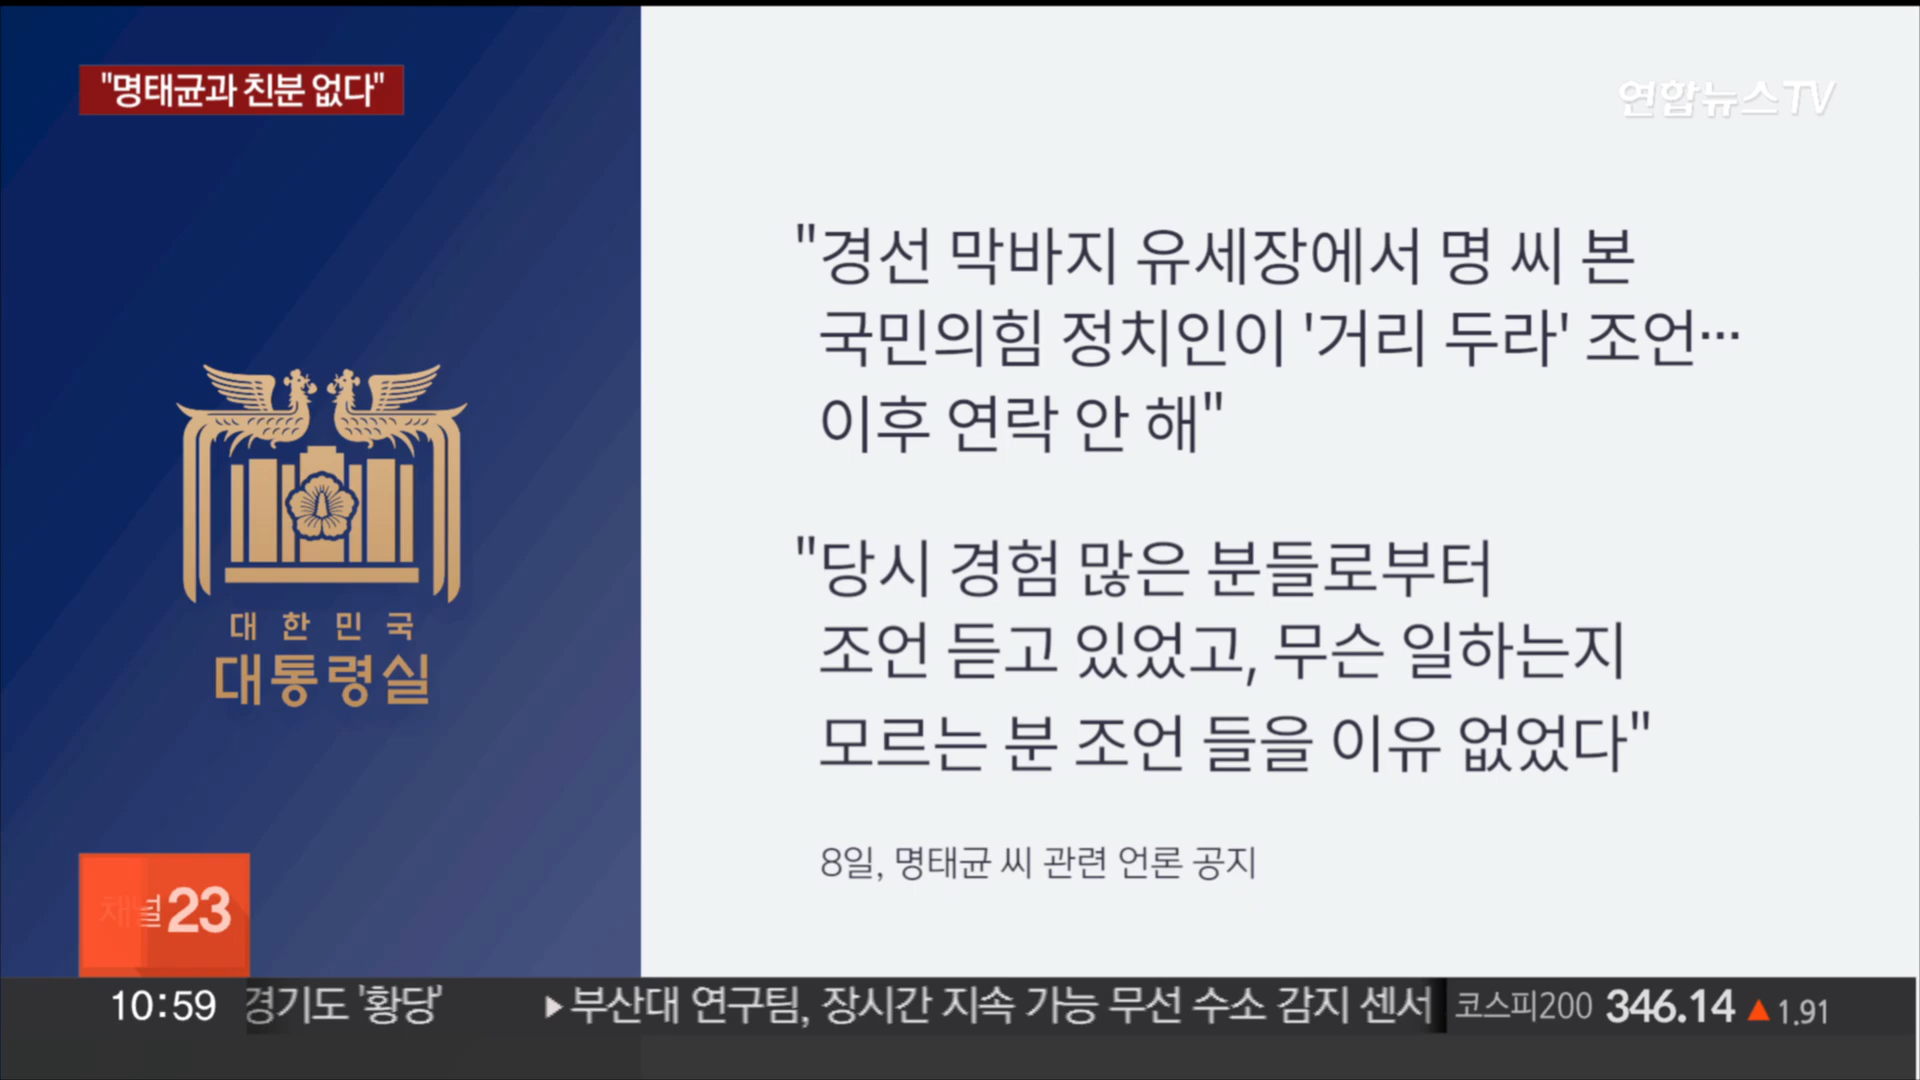 "명태균과 친분 없다"
연합뉴스TV
"경선 막바지 유세장에서 명 씨 본
국민의힘 정치인이 '거리 두라' 조언…
이후 연락 안 해"
"당시 경험 많은 분들로부터
조언 듣고 있었고, 무슨 일하는지
모르는 분 조언 들을 이유 없었다"
8일, 명태균 씨 관련 언론 공지
대한민국
대통령실
채널23
10:59 경기도 '황당' ▶부산대 연구팀, 장시간 지속 가능 무선 수소 감지 센서 코스피200 346.14 ▲1.91